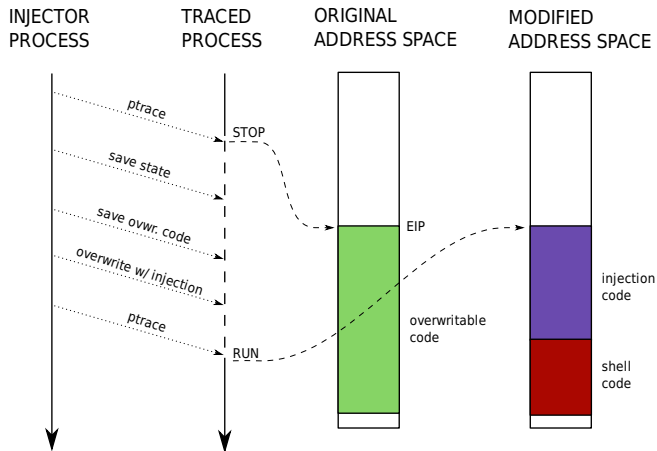 INJECTOR
PROCESS
TRACED
PROCESS
ORIGINAL
ADDRESS SPACE
MODIFIED
ADDRESS SPACE
ptrace
STOP
save state
save ovwr. code
overwrite w/ injection
ptrace
RUN
EIP
overwritable
code
injection
code
shell
code